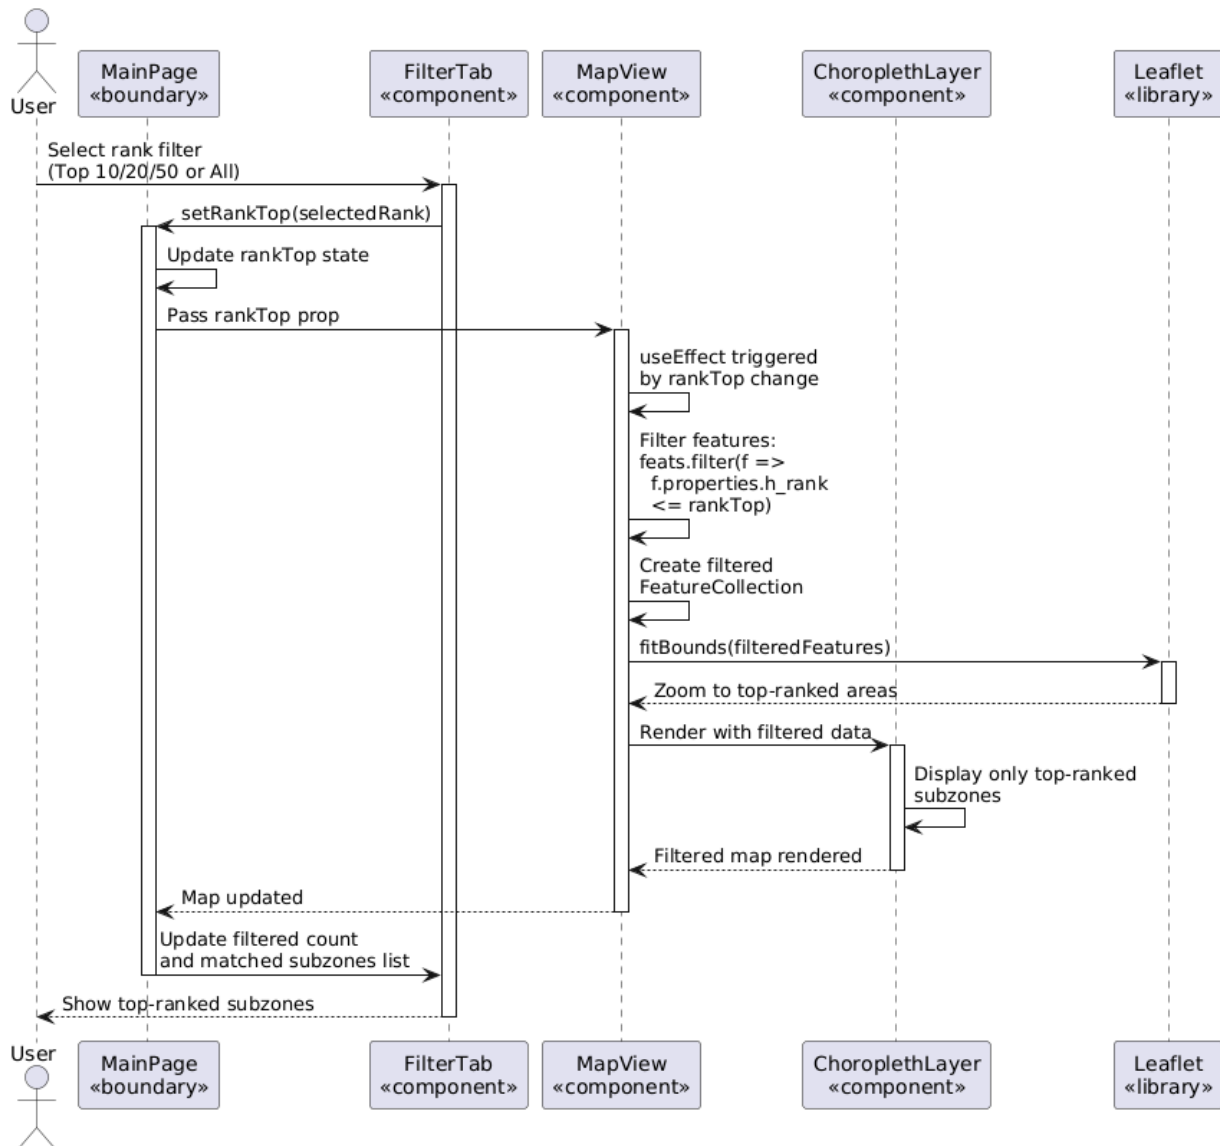 User
MainPage
«boundary»
FilterTab
«component»
MapView
«component»
ChoroplethLayer
«component»
Leaflet
«library»
Select rank filter
(Top 10/20/50 or All)
setRankTop(selectedRank)
Update rankTop state
Pass rankTop prop
useEffect triggered
by rankTop change
Filter features:
feats.filter(f =>
f.properties.h_rank
<= rankTop)
Create filtered
FeatureCollection
fitBounds(filteredFeatures)
Zoom to top-ranked areas
Render with filtered data
Display only top-ranked
subzones
Filtered map rendered
Map updated
Update filtered count
and matched subzones list
Show top-ranked subzones
User
MainPage
«boundary»
FilterTab
«component»
MapView
«component»
ChoroplethLayer
«component»
Leaflet
«library»